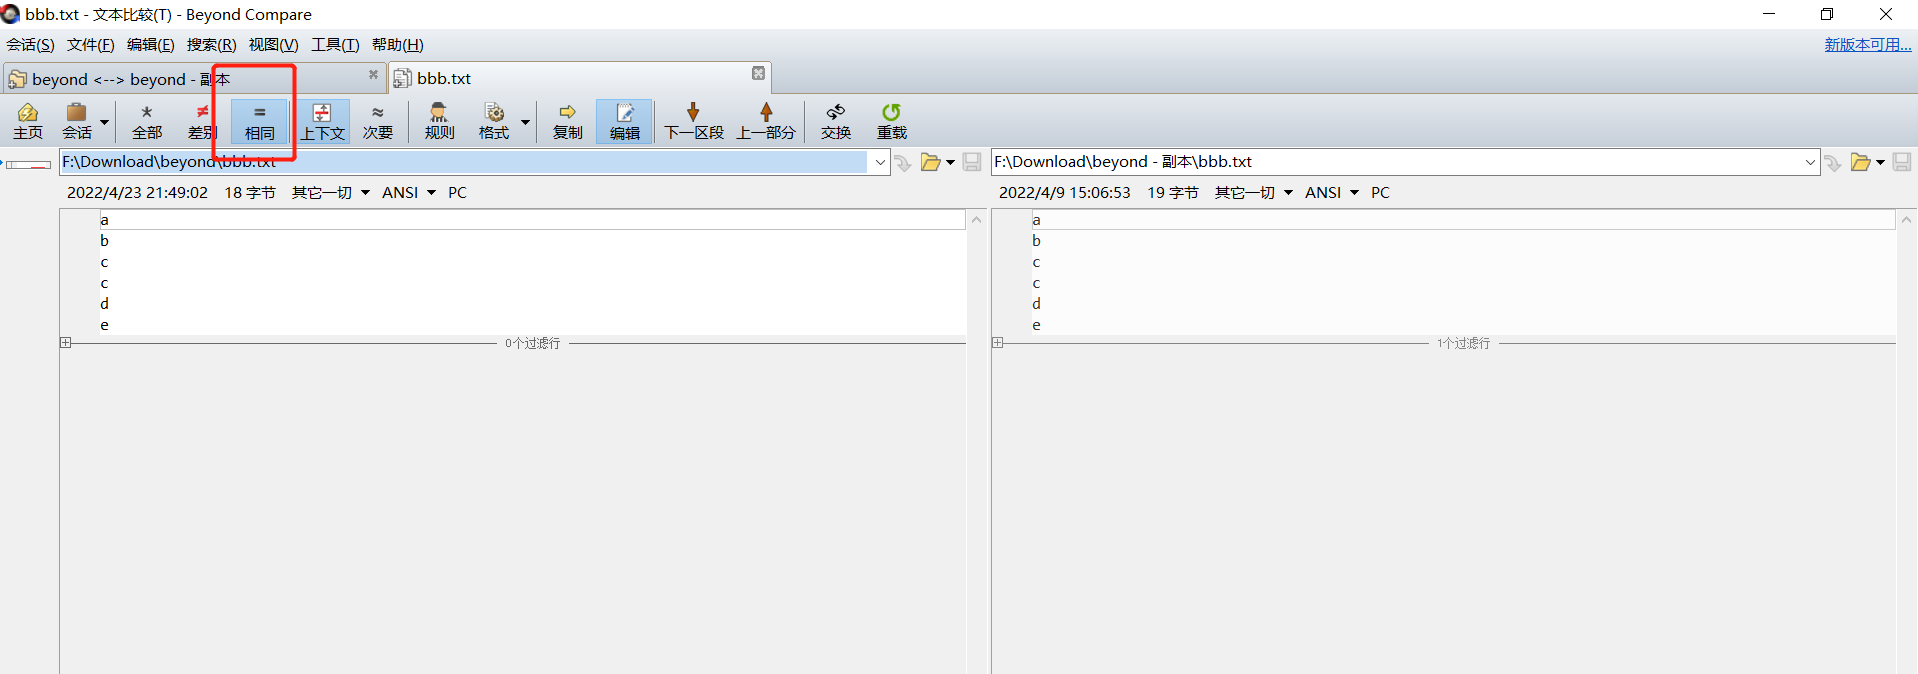 bbb.txt - 文本比较(T) - Beyond Compare
会话(S) 文件(F) 编辑(E) 搜索(R) 视图(V) 工具(T) 帮助(H) 新版本可用...
beyond <--> beyond - 副本 bbb.txt
* ≠ = ≈
主页 会话 全部 差别 相同 上下文 次要 规则 格式 复制 编辑 下一区段 上一部分 交换 重载
F:\Download\beyond\bbb.txt F:\Download\beyond - 副本\bbb.txt
2022/4/23 21:49:02 18 字节 其它一切 ANSI PC 2022/4/9 15:06:53 19 字节 其它一切 ANSI PC
a a
b b
c c
c c
d d
e e
0个过滤行 1个过滤行